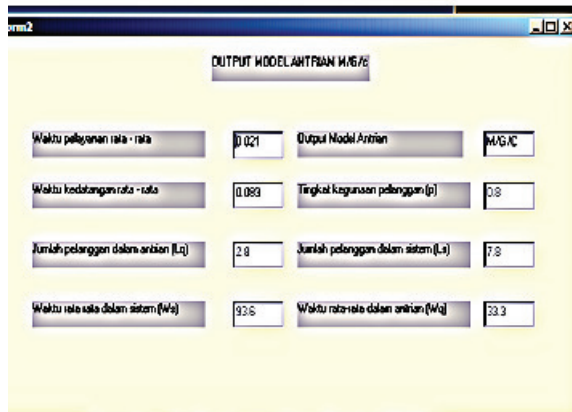 orm2
OUTPUT MODEL ANTRIAN M/G/c
Waktu pelayanan rata - rata
0.021
Output Model Antrian
M/G/C
Waktu kedatangan rata - rata
0.083
Tingkat kegunaan pelanggan (p)
0.8
Jumlah pelanggan dalam antrian (Lq)
2.8
Jumlah pelanggan dalam sistem (Ls)
7.8
Waktu rata-rata dalam sistem (Ws)
93.6
Waktu rata-rata dalam antrian (Wq)
33.3